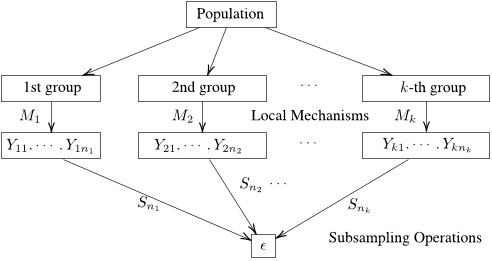 Population
1st group 2nd group ··· k-th group
M₁ M₂ Local Mechanisms Mₖ
Y₁₁, ··· , Y₁ₙ₁ Y₂₁, ··· , Y₂ₙ₂ ··· Yₖ₁, ··· , Yₖₙₖ
Sₙ₁ Sₙ₂ ··· Sₙₖ
ϵ
Subsampling Operations